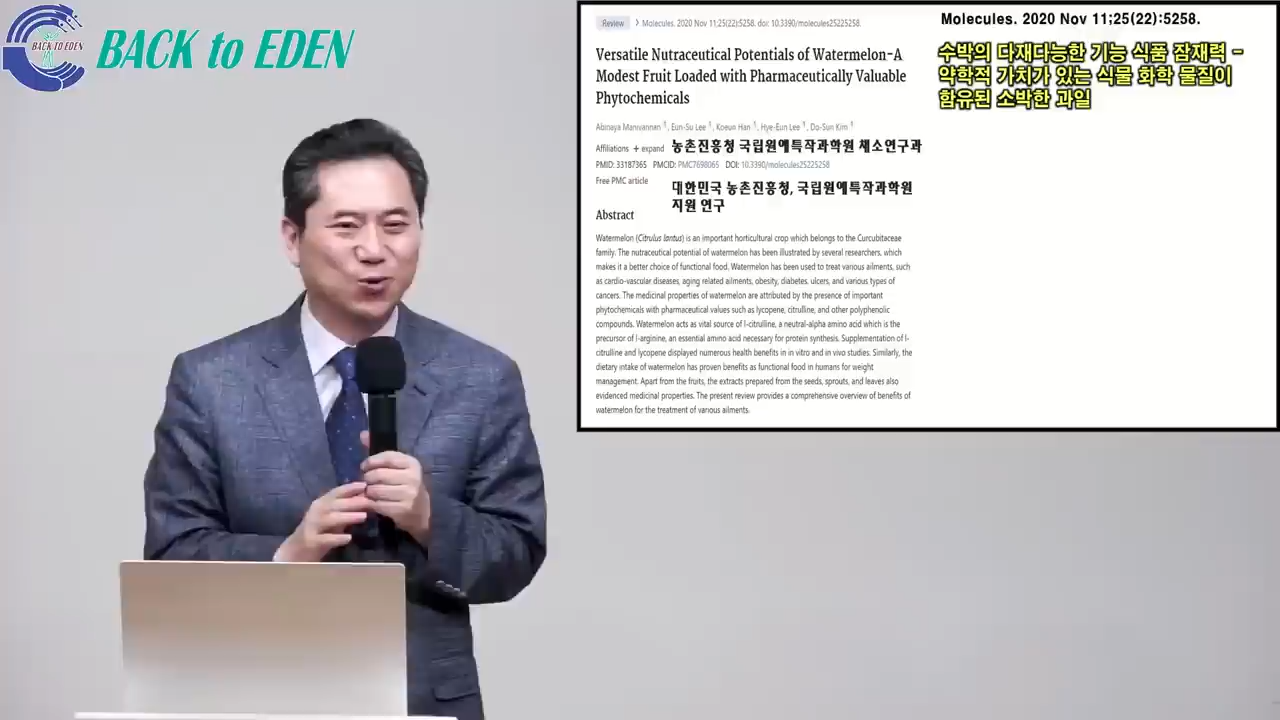 BACK TO EDEN
BACK to EDEN
Review
Molecules. 2020 Nov 11;25(22):5258. doi: 10.3390/molecules25225258.
Versatile Nutraceutical Potentials of Watermelon-A
Modest Fruit Loaded with Pharmaceutically Valuable
Phytochemicals
Abinaya Manivannan 1, Eun-Su Lee 1, Koeun Han 1, Hye-Eun Lee 1, Do-Sun Kim 1
Affiliations + expand
농촌진흥청 국립원예특작과학원 채소연구과
PMID: 33187365 PMCID: PMC7698065 DOI: 10.3390/molecules25225258
Free PMC article
대한민국 농촌진흥청, 국립원예특작과학원
지원 연구
Abstract
Watermelon (Citrulus lantus) is an important horticultural crop which belongs to the Curcubitaceae
family. The nutraceutical potential of watermelon has been illustrated by several researchers, which
makes it a better choice of functional food. Watermelon has been used to treat various ailments, such
as cardio-vascular diseases, aging related ailments, obesity, diabetes, ulcers, and various types of
cancers. The medicinal properties of watermelon are attributed by the presence of important
phytochemicals with pharmaceutical values such as lycopene, citrulline, and other polyphenolic
compounds. Watermelon acts as vital source of l-citrulline, a neutral-alpha amino acid which is the
precursor of l-arginine, an essential amino acid necessary for protein synthesis. Supplementation of l-
citrulline and lycopene displayed numerous health benefits in in vitro and in vivo studies. Similarly, the
dietary intake of watermelon has proven benefits as functional food in humans for weight
management. Apart from the fruits, the extracts prepared from the seeds, sprouts, and leaves also
evidenced medicinal properties. The present review provides a comprehensive overview of benefits of
watermelon for the treatment of various ailments.
Molecules. 2020 Nov 11;25(22):5258.
수박의 다재다능한 기능 식품 잠재력 -
약학적 가치가 있는 식물 화학 물질이
함유된 소박한 과일